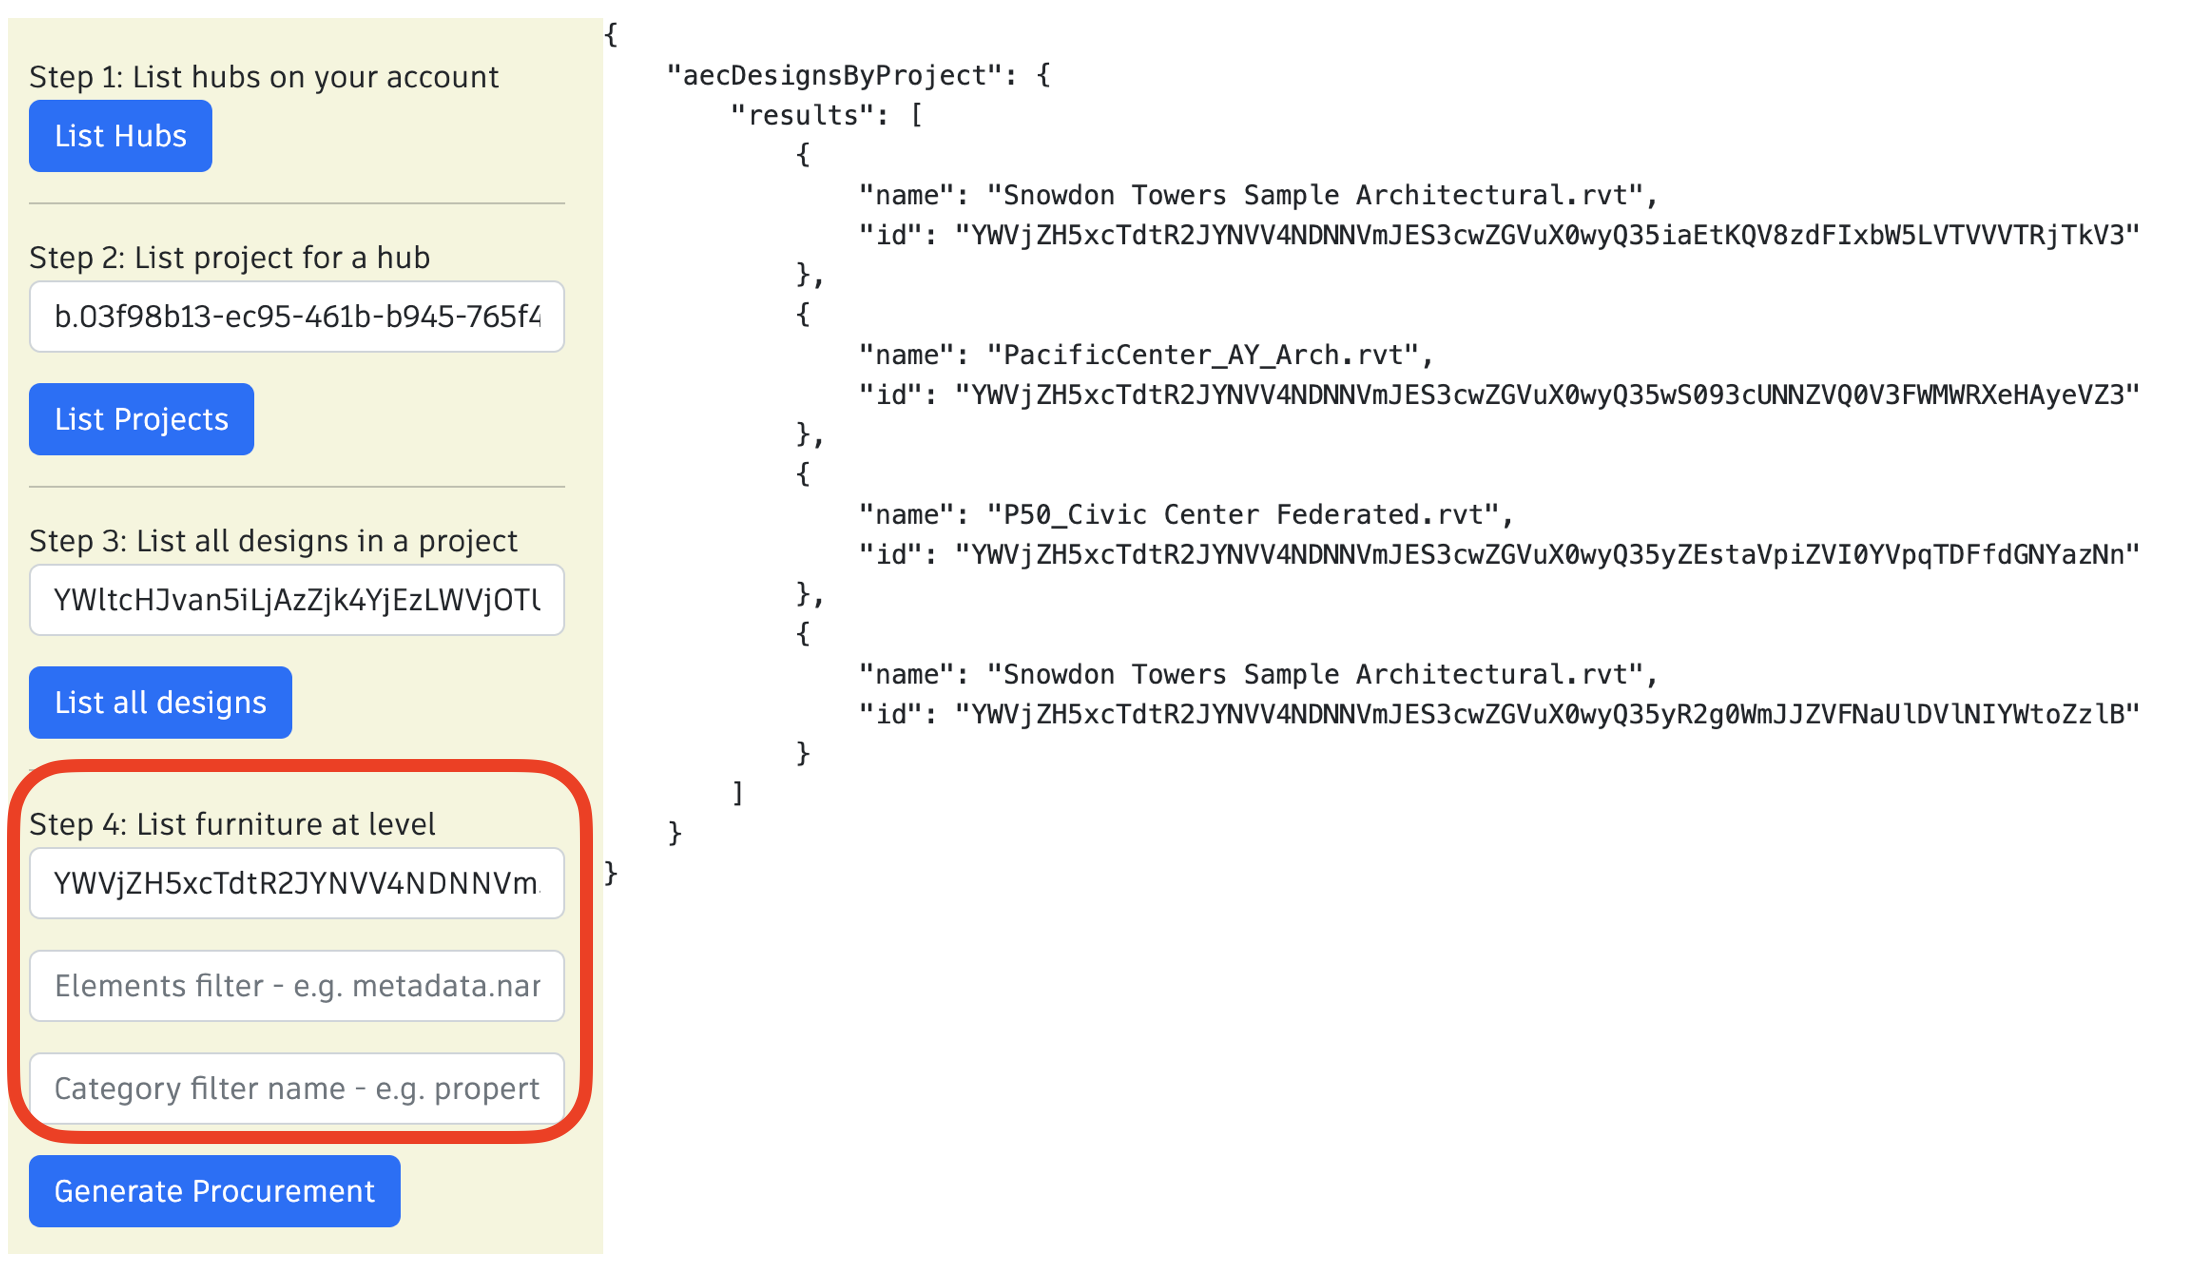 Step 1: List hubs on your account
List Hubs
Step 2: List project for a hub
b.03f98b13-ec95-461b-b945-765f4
List Projects
Step 3: List all designs in a project
YWltcHJvan5iLjAzZjk4YjEzLWVjOTU
List all designs
Step 4: List furniture at level
YWVjZH5xcTdtR2JYNVV4NDNNVm
Elements filter - e.g. metadata.nar
Category filter name - e.g. propert
Generate Procurement
{
"aecDesignsByProject": {
"results": [
{
"name": "Snowdon Towers Sample Architectural.rvt",
"id": "YWVjZH5xcTdtR2JYNVV4NDNNVmJES3cwZGVuX0wyQ35iaEtKQV8zdFIxbW5LVTVVVTRjTkV3"
},
{
"name": "PacificCenter_AY_Arch.rvt",
"id": "YWVjZH5xcTdtR2JYNVV4NDNNVmJES3cwZGVuX0wyQ35wS093cUNNZVQ0V3FWMWRXeHAyeVZ3"
},
{
"name": "P50_Civic Center Federated.rvt",
"id": "YWVjZH5xcTdtR2JYNVV4NDNNVmJES3cwZGVuX0wyQ35yZEstaVpiZVI0YVpqTDFfdGNYazNn"
},
{
"name": "Snowdon Towers Sample Architectural.rvt",
"id": "YWVjZH5xcTdtR2JYNVV4NDNNVmJES3cwZGVuX0wyQ35yR2g0WmJJZVFNaUlDVlNIYWtoZzlB"
}
]
}
}